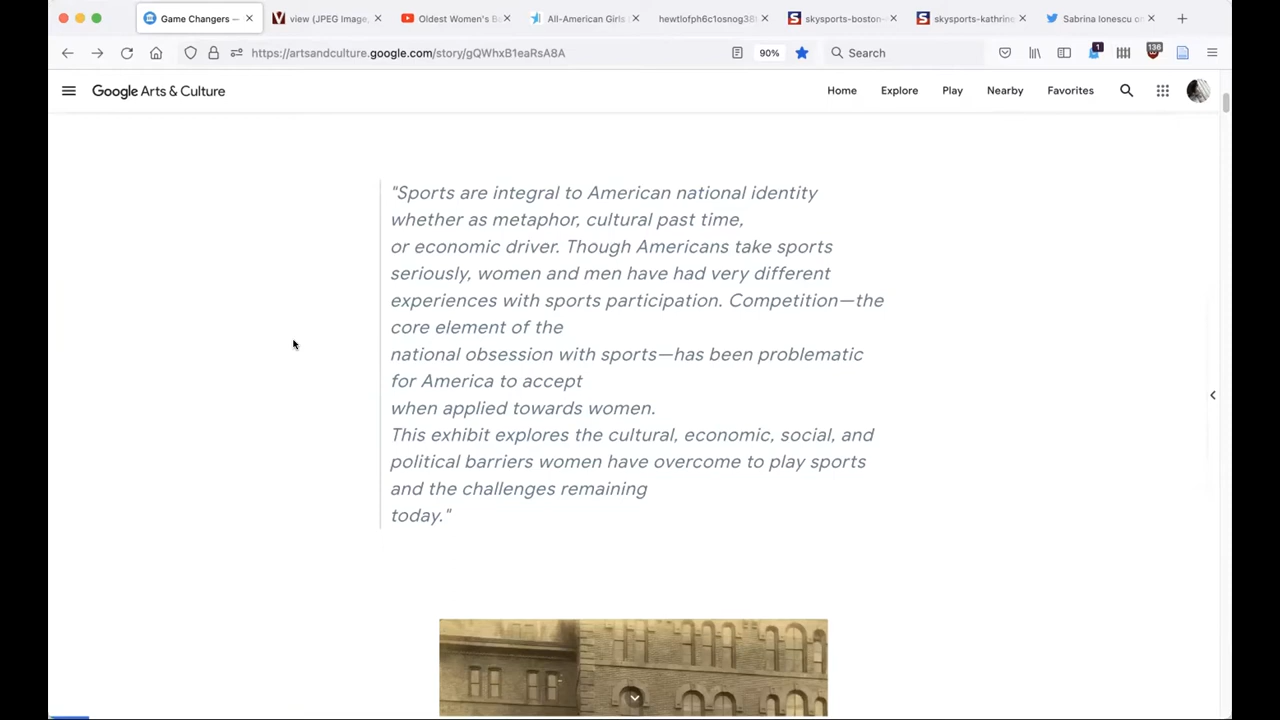 Game Changers —
view (JPEG Image,
Oldest Women's B
All-American Girls
hewtlofph6c1osnog38
skysports-boston-
skysports-kathrine
Sabrina Ionescu o
https://artsandculture.google.com/story/gQWhxB1eaRsA8A
90%
Search
1
136
Google Arts & Culture
Home
Explore
Play
Nearby
Favorites
"Sports are integral to American national identity
whether as metaphor, cultural past time,
or economic driver. Though Americans take sports
seriously, women and men have had very different
experiences with sports participation. Competition—the
core element of the
national obsession with sports—has been problematic
for America to accept
when applied towards women.
This exhibit explores the cultural, economic, social, and
political barriers women have overcome to play sports
and the challenges remaining
today."